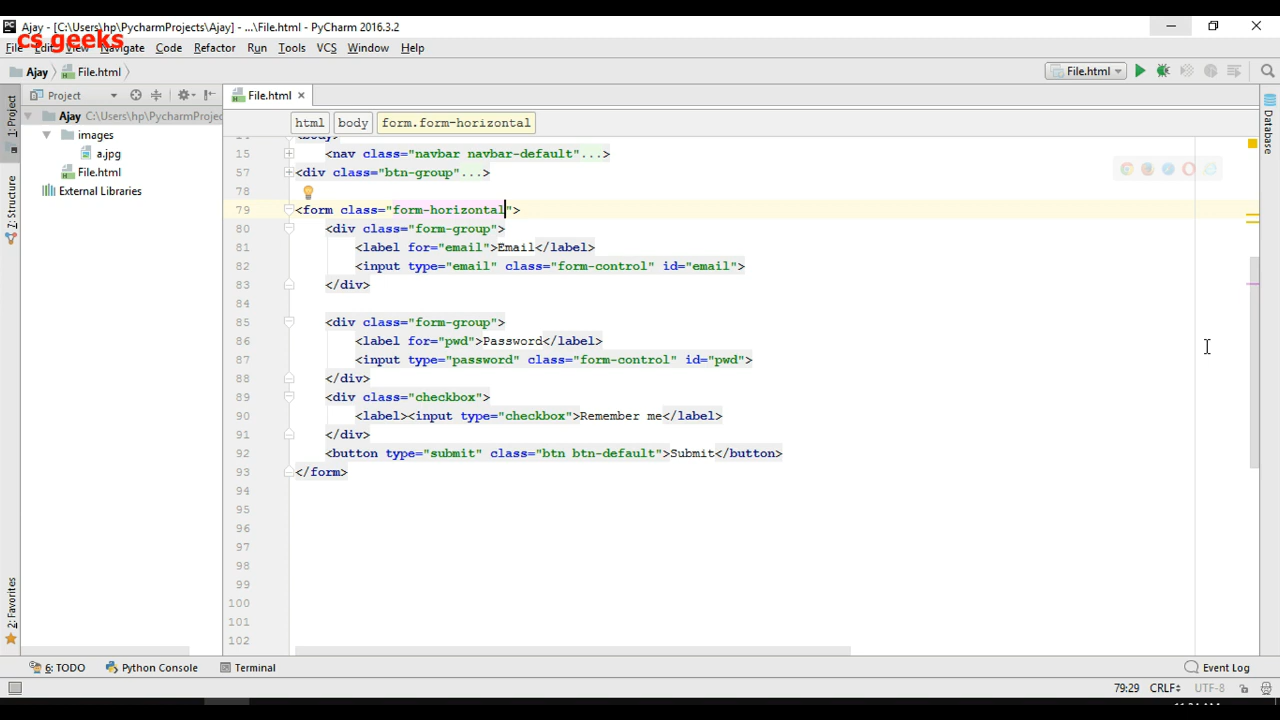 Ajay - [C:\Users\hp\PycharmProjects\Ajay] - ...\File.html - PyCharm 2016.3.2
cs geeks
File Edit View Navigate Code Refactor Run Tools VCS Window Help
Ajay File.html File.html
1: Project
Project
File.html
Database
html body form.form-horizontal
Ajay C:\Users\hp\PycharmProjec
images
a.jpg
File.html
External Libraries
7: Structure
2: Favorites
<body>
15 <nav class="navbar navbar-default"...>
57 <div class="btn-group"...>
78
79 <form class="form-horizontal">
80 <div class="form-group">
81 <label for="email">Email</label>
82 <input type="email" class="form-control" id="email">
83 </div>
84
85 <div class="form-group">
86 <label for="pwd">Password</label>
87 <input type="password" class="form-control" id="pwd">
88 </div>
89 <div class="checkbox">
90 <label><input type="checkbox">Remember me</label>
91 </div>
92 <button type="submit" class="btn btn-default">Submit</button>
93 </form>
94
95
96
97
98
99
100
101
102
6: TODO Python Console Terminal Event Log
79:29 CRLF UTF-8